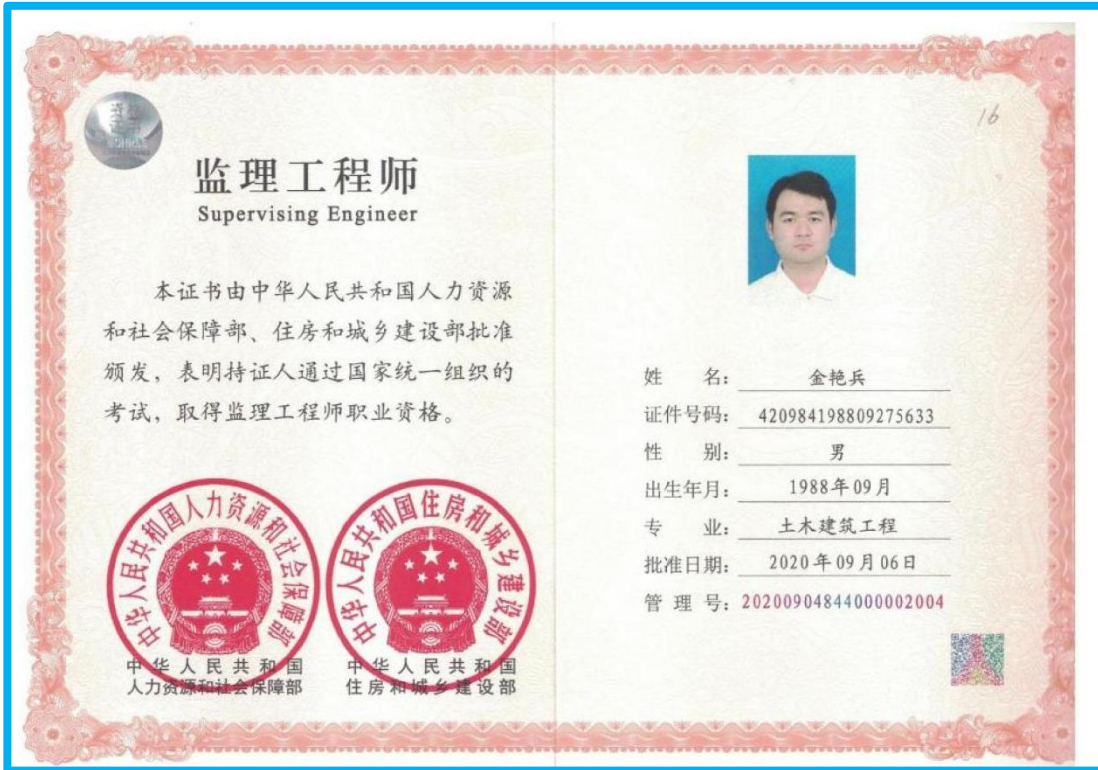 监理工程师
Supervising Engineer
本证书由中华人民共和国人力资源
和社会保障部、住房和城乡建设部批准
颁发，表明持证人通过国家统一组织的
考试，取得监理工程师职业资格。
中华人民共和国人力资源和社会保障部
中华人民共和国
人力资源和社会保障部
中华人民共和国住房和城乡建设部
中华人民共和国
住房和城乡建设部
16
姓 名： 金艳兵
证件号码： 420984198809275633
性 别： 男
出生年月： 1988年09月
专 业： 土木建筑工程
批准日期： 2020年09月06日
管 理 号： 20200904844000002004